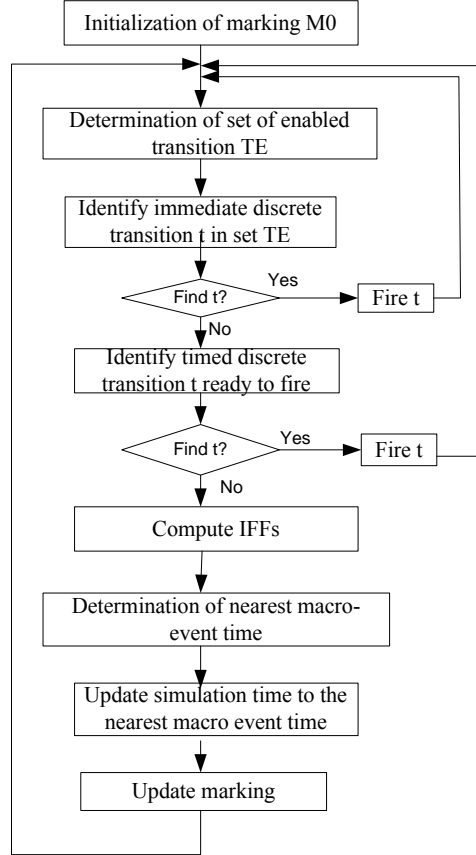 Initialization of marking M0
Determination of set of enabled
transition TE
Identify immediate discrete
transition t in set TE
Find t?
Yes
Fire t
No
Identify timed discrete
transition t ready to fire
Find t?
Yes
Fire t
No
Compute IFFs
Determination of nearest macro-
event time
Update simulation time to the
nearest macro event time
Update marking